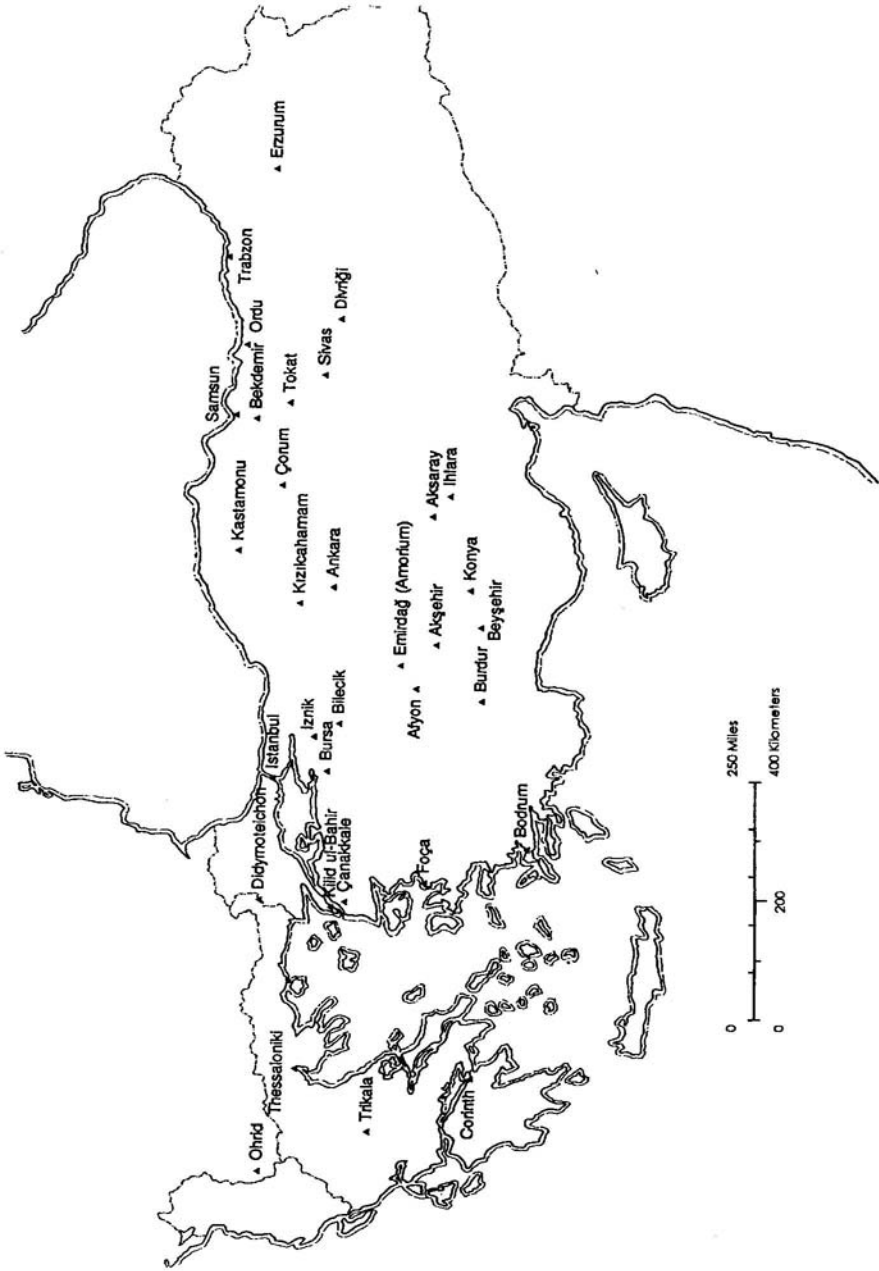 Ohrid
Thessaloniki
Trikala
Corinth
Didymoteichon
Istanbul
Kilid ul-Bahir
Çanakkale
Foça
Bodrum
Iznik
Bursa
Bilecik
Afyon
Emirdağ (Amorium)
Akşehir
Burdur
Beyşehir
Konya
Aksaray
Ihlara
Kızılcahamam
Ankara
Kastamonu
Çorum
Samsun
Bekdemir
Ordu
Tokat
Sivas
Divriği
Trabzon
Erzurum
0 250 Miles
0 200 400 Kilometers